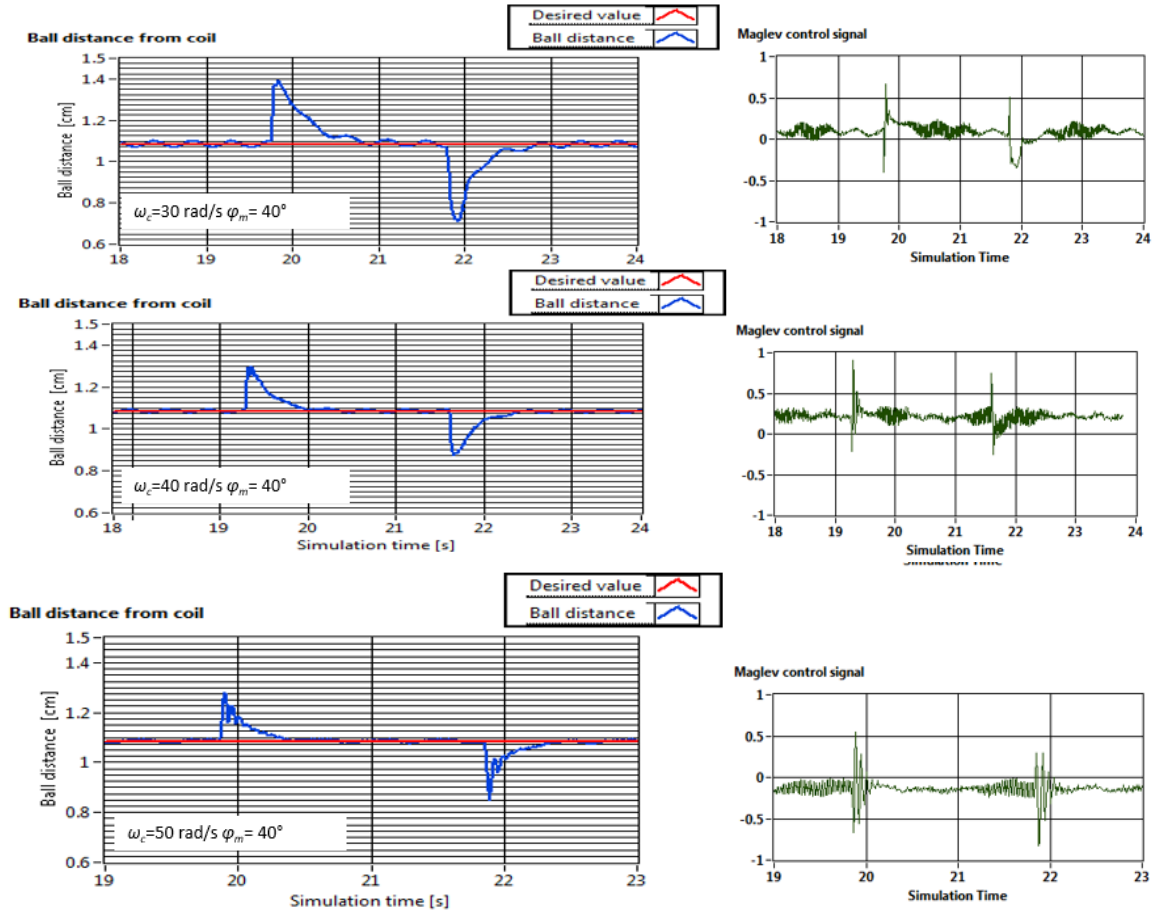 Desired value
Ball distance
Ball distance from coil
Ball distance [cm]
1.5
1.4
1.2
1
0.8
0.6
ω_c=30 rad/s φ_m= 40°
18 19 20 21 22 23 24
Maglev control signal
1
0.5
0
-0.5
-1
18 19 20 21 22 23 24
Simulation Time
Desired value
Ball distance
Ball distance from coil
Ball distance [cm]
1.5
1.4
1.2
1
0.8
0.6
ω_c=40 rad/s φ_m= 40°
18 19 20 21 22 23 24
Simulation time [s]
Maglev control signal
1
0.5
0
-0.5
-1
18 19 20 21 22 23 24
Simulation Time
Simulation Time
Desired value
Ball distance
Ball distance from coil
Ball distance [cm]
1.5
1.4
1.2
1
0.8
0.6
ω_c=50 rad/s φ_m= 40°
19 20 21 22 23
Simulation time [s]
Maglev control signal
1
0.5
0
-0.5
-1
19 20 21 22 23
Simulation Time